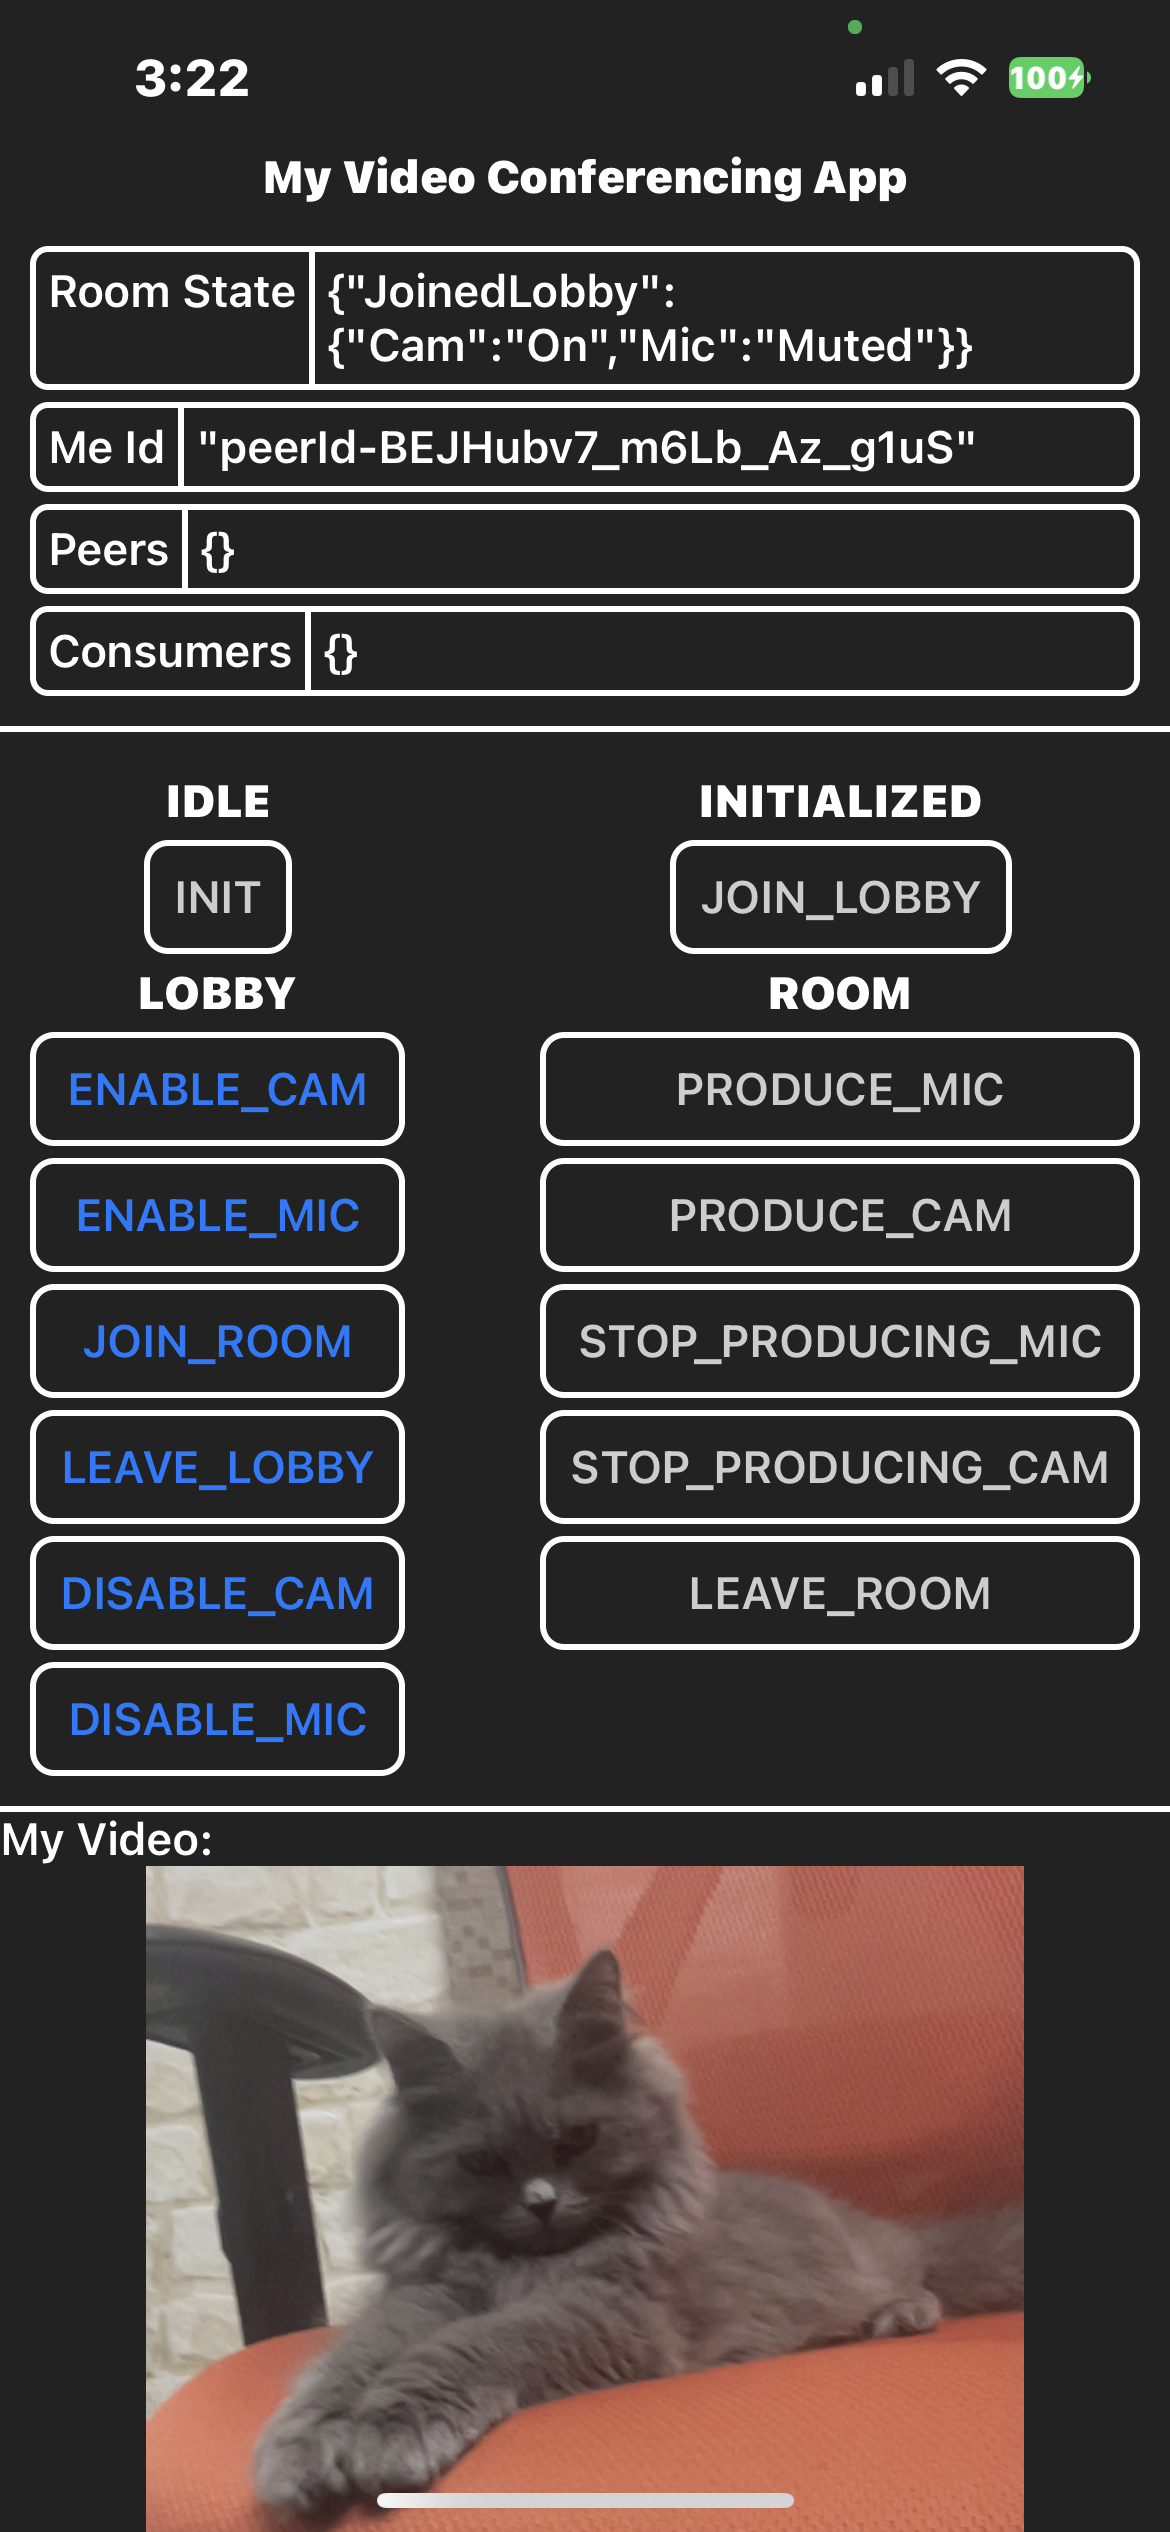 3:22
100
My Video Conferencing App
Room State
{"JoinedLobby":
{"Cam":"On","Mic":"Muted"}}
Me Id
"peerId-BEJHubv7_m6Lb_Az_g1uS"
Peers
{}
Consumers
{}
IDLE
INITIALIZED
INIT
JOIN_LOBBY
LOBBY
ROOM
ENABLE_CAM
PRODUCE_MIC
ENABLE_MIC
PRODUCE_CAM
JOIN_ROOM
STOP_PRODUCING_MIC
LEAVE_LOBBY
STOP_PRODUCING_CAM
DISABLE_CAM
LEAVE_ROOM
DISABLE_MIC
My Video: